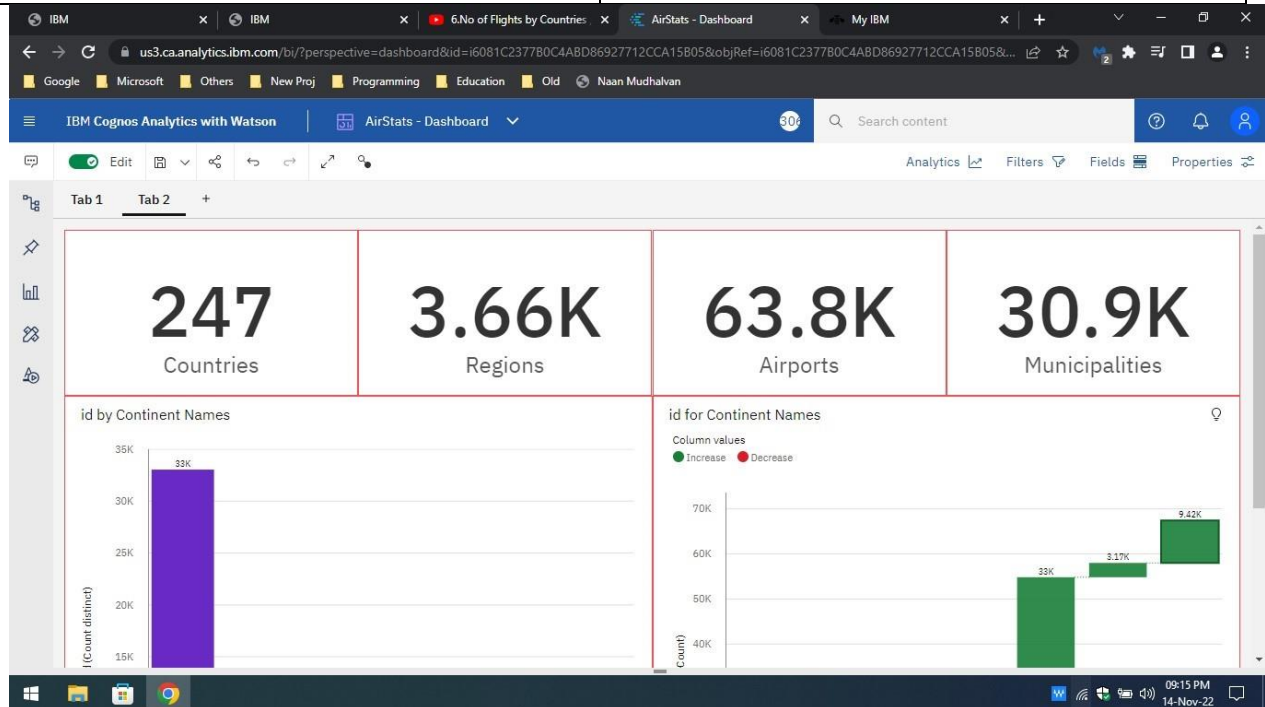 IBM
IBM
6.No of Flights by Countries
AirStats - Dashboard
My IBM
us3.ca.analytics.ibm.com/bi/?perspective=dashboard&id=i6081C2377B0C4ABD86927712CCA15B05&objRef=i6081C2377B0C4ABD86927712CCA15B05&...
2
Google Microsoft Others New Proj Programming Education Old Naan Mudhalvan
IBM Cognos Analytics with Watson
AirStats - Dashboard
Search content
Edit
Analytics Filters Fields Properties
Tab 1 Tab 2 +
247
Countries
3.66K
Regions
63.8K
Airports
30.9K
Municipalities
id by Continent Names
35K
33K
30K
25K
20K
15K
(Count distinct)
id for Continent Names
Column values
Increase Decrease
70K
9.42K
60K
3.17K
33K
50K
40K
Count)
09:15 PM
14-Nov-22